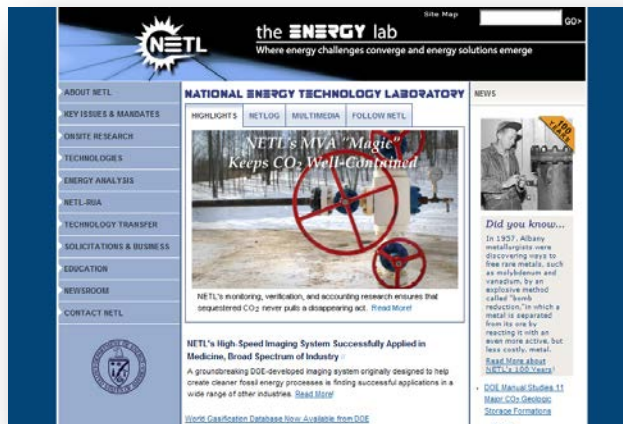 Site Map
GO>
NETL
the ENERGY lab
Where energy challenges converge and energy solutions emerge
ABOUT NETL
KEY ISSUES & MANDATES
ONSITE RESEARCH
TECHNOLOGIES
ENERGY ANALYSIS
NETL-RUA
TECHNOLOGY TRANSFER
SOLICITATIONS & BUSINESS
EDUCATION
NEWSROOM
CONTACT NETL
NATIONAL ENERGY TECHNOLOGY LABORATORY
HIGHLIGHTS
NETLOG
MULTIMEDIA
FOLLOW NETL
NETL's MVA "Magic"
Keeps CO₂ Well-Contained
NETL's monitoring, verification, and accounting research ensures that
sequestered CO₂ never pulls a disappearing act. Read More!
NETL's High-Speed Imaging System Successfully Applied in
Medicine, Broad Spectrum of Industry
A groundbreaking DOE-developed imaging system originally designed to help
create cleaner fossil energy processes is finding successful applications in a
wide range of other industries. Read More!
World Gasification Database Now Available from DOE
NEWS
100
YEARS
Did you know...
In 1957, Albany
metallurgists were
discovering ways to
free rare metals, such
as molybdenum and
vanadium, by an
explosive method
called "bomb
reduction," in which a
metal is separated
from its ore by
reacting it with an
even more active, but
less costly, metal.
Read More about
NETL's 100 Years!
DOE Manual Studies 11
Major CO₂ Geologic
Storage Formations